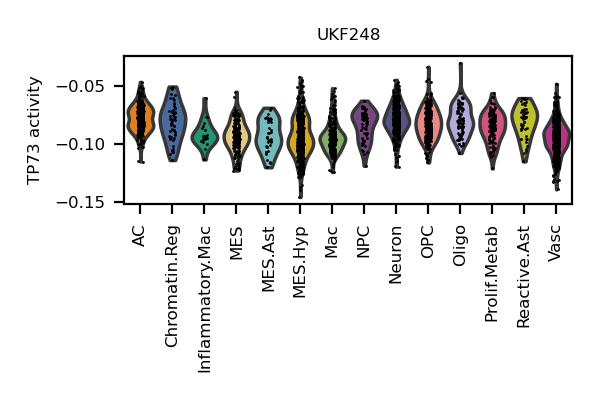 UKF248
TP73 activity
−0.05
−0.10
−0.15
AC
Chromatin.Reg
Inflammatory.Mac
MES
MES.Ast
MES.Hyp
Mac
NPC
Neuron
OPC
Oligo
Prolif.Metab
Reactive.Ast
Vasc